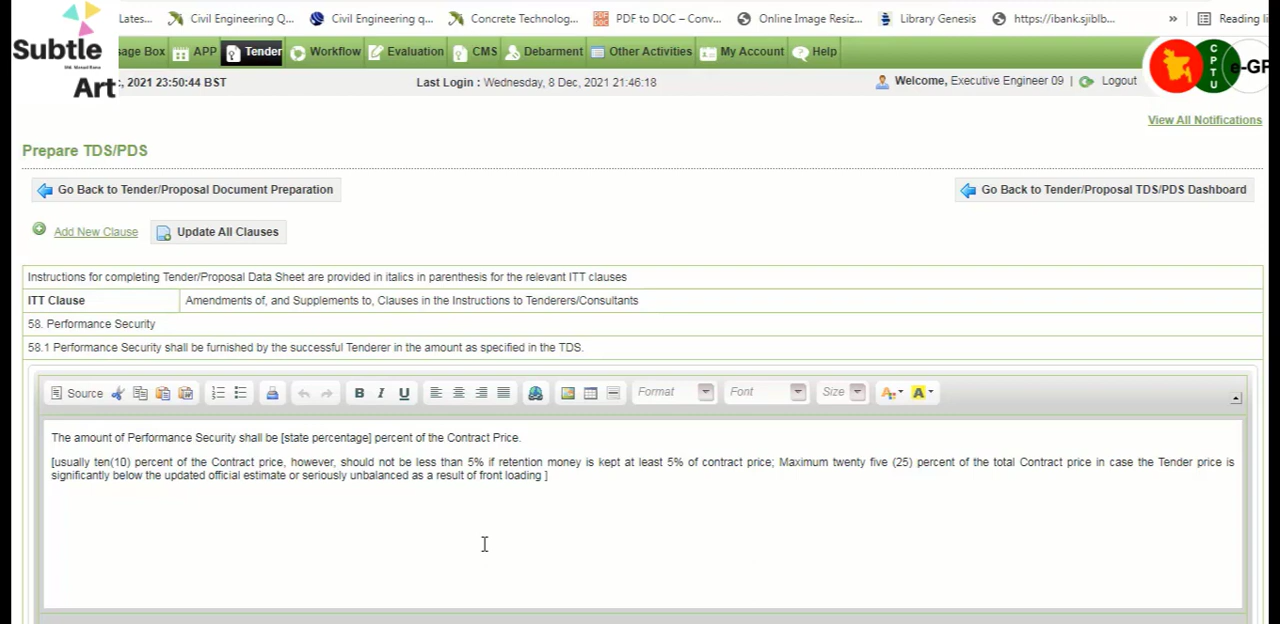 Lates... Civil Engineering Q... Civil Engineering q... Concrete Technolog... PDF to DOC – Conv... Online Image Resiz... Library Genesis https://ibank.sjiblb... » Reading li
Subtle
Art
sage Box APP Tender Workflow Evaluation CMS Debarment Other Activities My Account Help
CPTU e-GP
, 2021 23:50:44 BST Last Login : Wednesday, 8 Dec, 2021 21:46:18 Welcome, Executive Engineer 09 | Logout
View All Notifications
Prepare TDS/PDS
Go Back to Tender/Proposal Document Preparation Go Back to Tender/Proposal TDS/PDS Dashboard
Add New Clause Update All Clauses
Instructions for completing Tender/Proposal Data Sheet are provided in italics in parenthesis for the relevant ITT clauses
ITT Clause Amendments of, and Supplements to, Clauses in the Instructions to Tenderers/Consultants
58. Performance Security
58.1 Performance Security shall be furnished by the successful Tenderer in the amount as specified in the TDS.
Source B I U Format Font Size A A
The amount of Performance Security shall be [state percentage] percent of the Contract Price.
[usually ten(10) percent of the Contract price, however, should not be less than 5% if retention money is kept at least 5% of contract price; Maximum twenty five (25) percent of the total Contract price in case the Tender price is
significantly below the updated official estimate or seriously unbalanced as a result of front loading ]